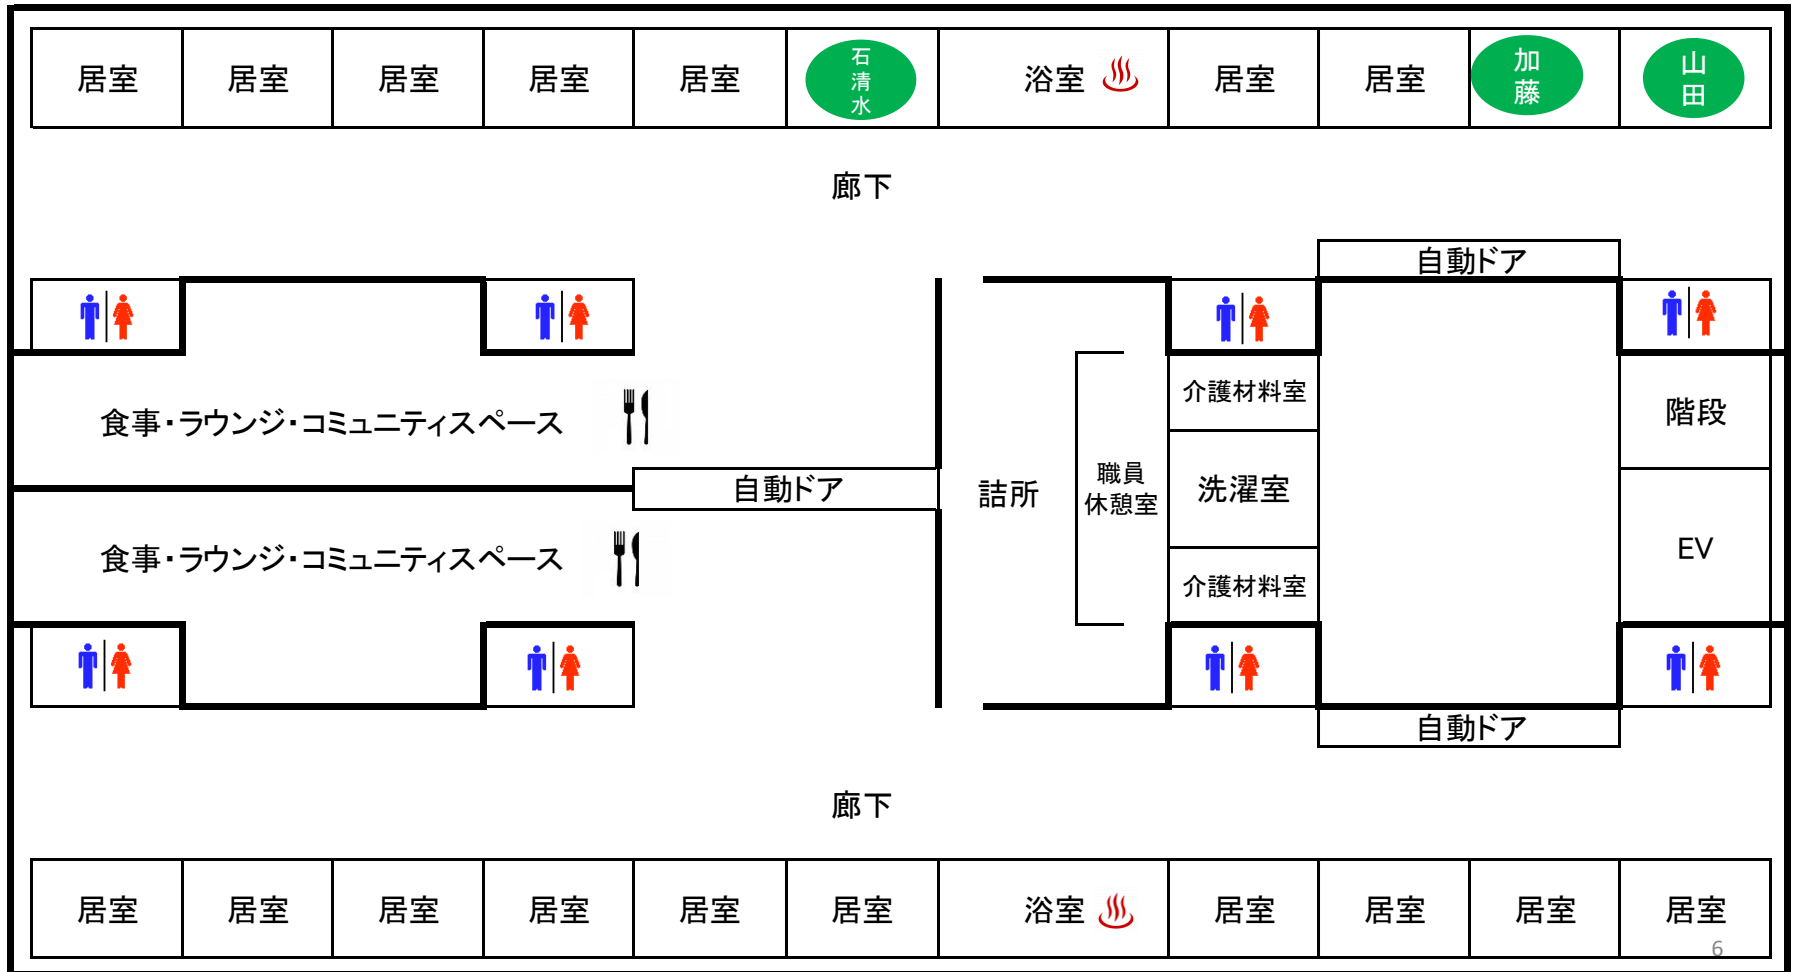 居室 居室 居室 居室 居室 石清水 浴室 居室 居室 加藤 山田
廊下
自動ドア
介護材料室
食事・ラウンジ・コミュニティスペース
階段
自動ドア
詰所
職員
休憩室
洗濯室
食事・ラウンジ・コミュニティスペース
EV
介護材料室
自動ドア
廊下
居室 居室 居室 居室 居室 居室 浴室 居室 居室 居室 居室
6